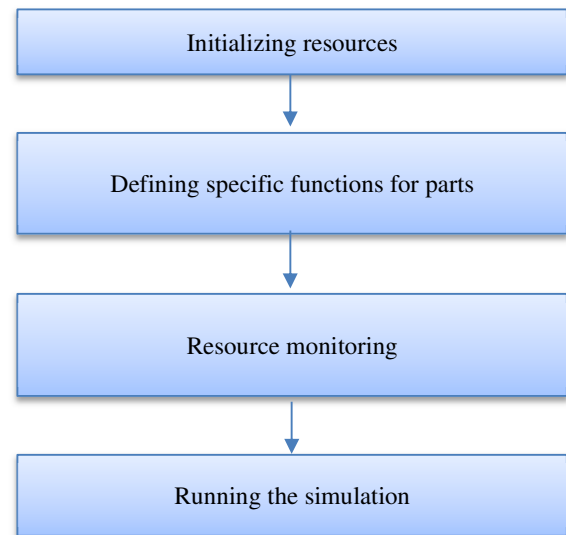 Initializing resources
Defining specific functions for parts
Resource monitoring
Running the simulation